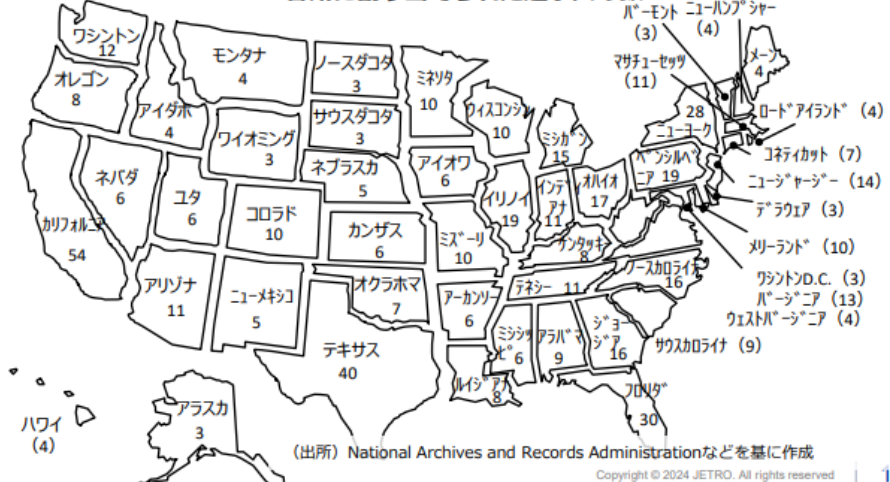 バーモント
(3)
ニューハンプシャー
(4)
ワシントン
12
モンタナ
4
ノースダコタ
3
ミネソタ
10
マサチューセッツ
(11)
メーン
4
オレゴン
8
アイダホ
4
ワイオミング
3
サウスダコタ
3
ウィスコンシン
10
ミシガン
15
28
ニューヨーク
ロードアイランド (4)
コネティカット (7)
ネバダ
6
ユタ
6
コロラド
10
ネブラスカ
5
アイオワ
6
イリノイ
19
インディ
アナ
11
オハイオ
17
ペンシルベ
ニア 19
ニュージャージー (14)
デラウェア (3)
メリーランド (10)
カリフォルニア
54
カンザス
6
ミズーリ
10
ケンタッキー
8
ワシントンD.C. (3)
バージニア (13)
ウェストバージニア (4)
アリゾナ
11
ニューメキシコ
5
オクラホマ
7
アーカンソー
6
テネシー 11
ノースカロライナ
16
サウスカロライナ (9)
テキサス
40
ルイジアナ
8
ミシシッ
ピ 6
アラバマ
9
ジョー
ジア 16
フロリダ
30
ハワイ
(4)
アラスカ
3
(出所)National Archives and Records Administrationなどを基に作成
Copyright © 2024 JETRO. All rights reserved
1